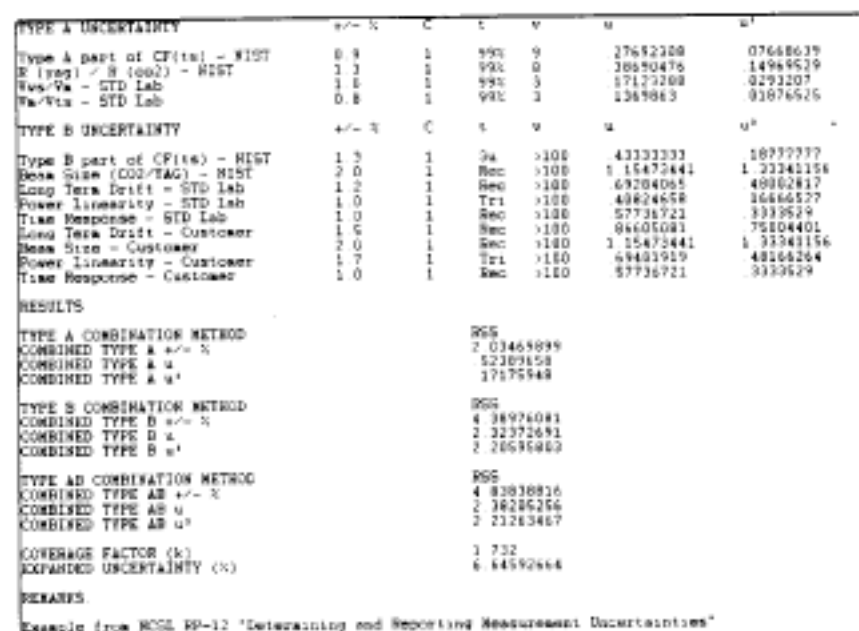 TYPE A UNCERTAINTY +/- % C t v u u²
Type A part of CF(ts) - NIST 0.9 1 99% 9 .27692308 .07668639
R (yag) / R (co2) - NIST 1.3 1 99% 8 .38690476 .14969529
Vvs/Vm - STD Lab 1.0 1 99% 3 .17123288 .0293207
Vm/Vts - STD Lab 0.8 1 99% 3 .1369863 .01876525
TYPE B UNCERTAINTY +/- % C t v u u²
Type B part of CF(ts) - NIST 1.3 1 3u >100 .43333333 .18777777
Beam Size (CO2/YAG) - NIST 2.0 1 Rec >100 1.15473441 1.33341156
Long Term Drift - STD Lab 1.2 1 Rec >100 .69284065 .48002817
Power Linearity - STD Lab 1.0 1 Tri >100 .40824658 .16666527
Time Response - STD Lab 1.0 1 Rec >100 .57736721 .3333529
Long Term Drift - Customer 1.5 1 Rec >100 .86605081 .75004401
Beam Size - Customer 2.0 1 Rec >100 1.15473441 1.33341156
Power Linearity - Customer 1.7 1 Tri >100 .69401919 .48166264
Time Response - Customer 1.0 1 Rec >100 .57736721 .3333529
RESULTS
TYPE A COMBINATION METHOD RSS
COMBINED TYPE A +/- % 2.03469899
COMBINED TYPE A u .52389658
COMBINED TYPE A u² .17175948
TYPE B COMBINATION METHOD RSS
COMBINED TYPE B +/- % 4.38976081
COMBINED TYPE B u 2.32372691
COMBINED TYPE B u² 2.20595803
TYPE AB COMBINATION METHOD RSS
COMBINED TYPE AB +/- % 4.83838816
COMBINED TYPE AB u 2.38205256
COMBINED TYPE AB u² 2.21263467
COVERAGE FACTOR (k) 1.732
EXPANDED UNCERTAINTY (%) 6.64592664
REMARKS
Example from NCSL RP-12 "Determining and Reporting Measurement Uncertainties"